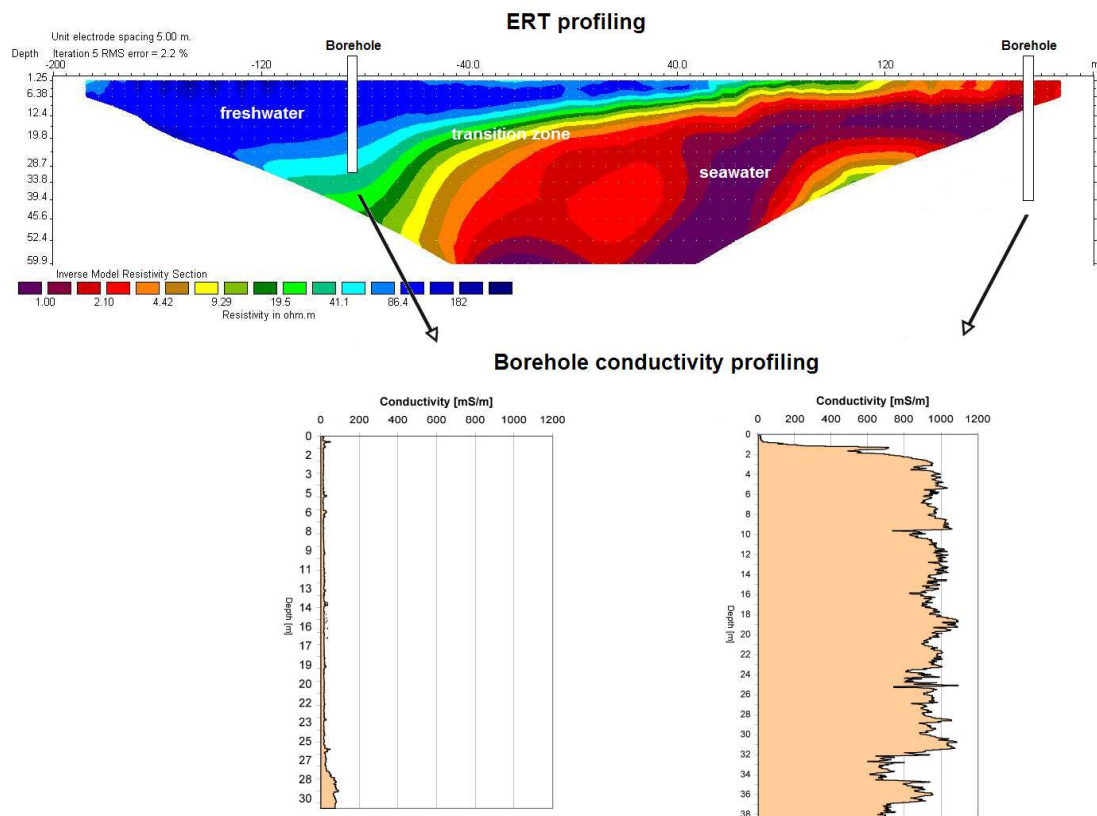 ERT profiling
Unit electrode spacing 5.00 m.
Depth Iteration 5 RMS error = 2.2 %
Borehole
Borehole
-200 -120 -40.0 40.0 120 m
1.25
6.38
12.4
19.8
28.7
33.8
39.4
45.6
52.4
59.9
freshwater
transition zone
seawater
Inverse Model Resistivity Section
1.00 2.10 4.42 9.29 19.5 41.1 86.4 182
Resistivity in ohm.m
Borehole conductivity profiling
Conductivity [mS/m]
0 200 400 600 800 1000 1200
0
2
3
5
6
8
9
11
13
14
16
17
19
20
22
23
25
27
28
30
Depth [m]
Conductivity [mS/m]
0 200 400 600 800 1000 1200
0
2
4
6
8
10
12
14
16
18
20
22
24
26
28
30
32
34
36
38
Depth [m]